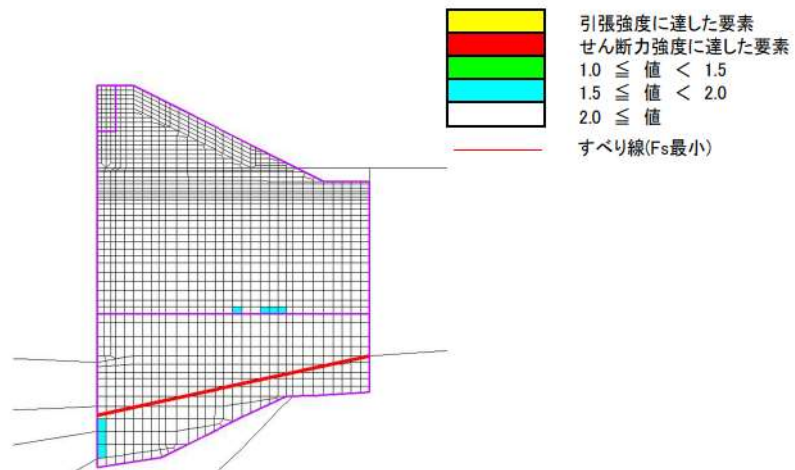 引張強度に達した要素
せん断力強度に達した要素
1.0 ≦ 値 < 1.5
1.5 ≦ 値 < 2.0
2.0 ≦ 値
すべり線(Fs最小)